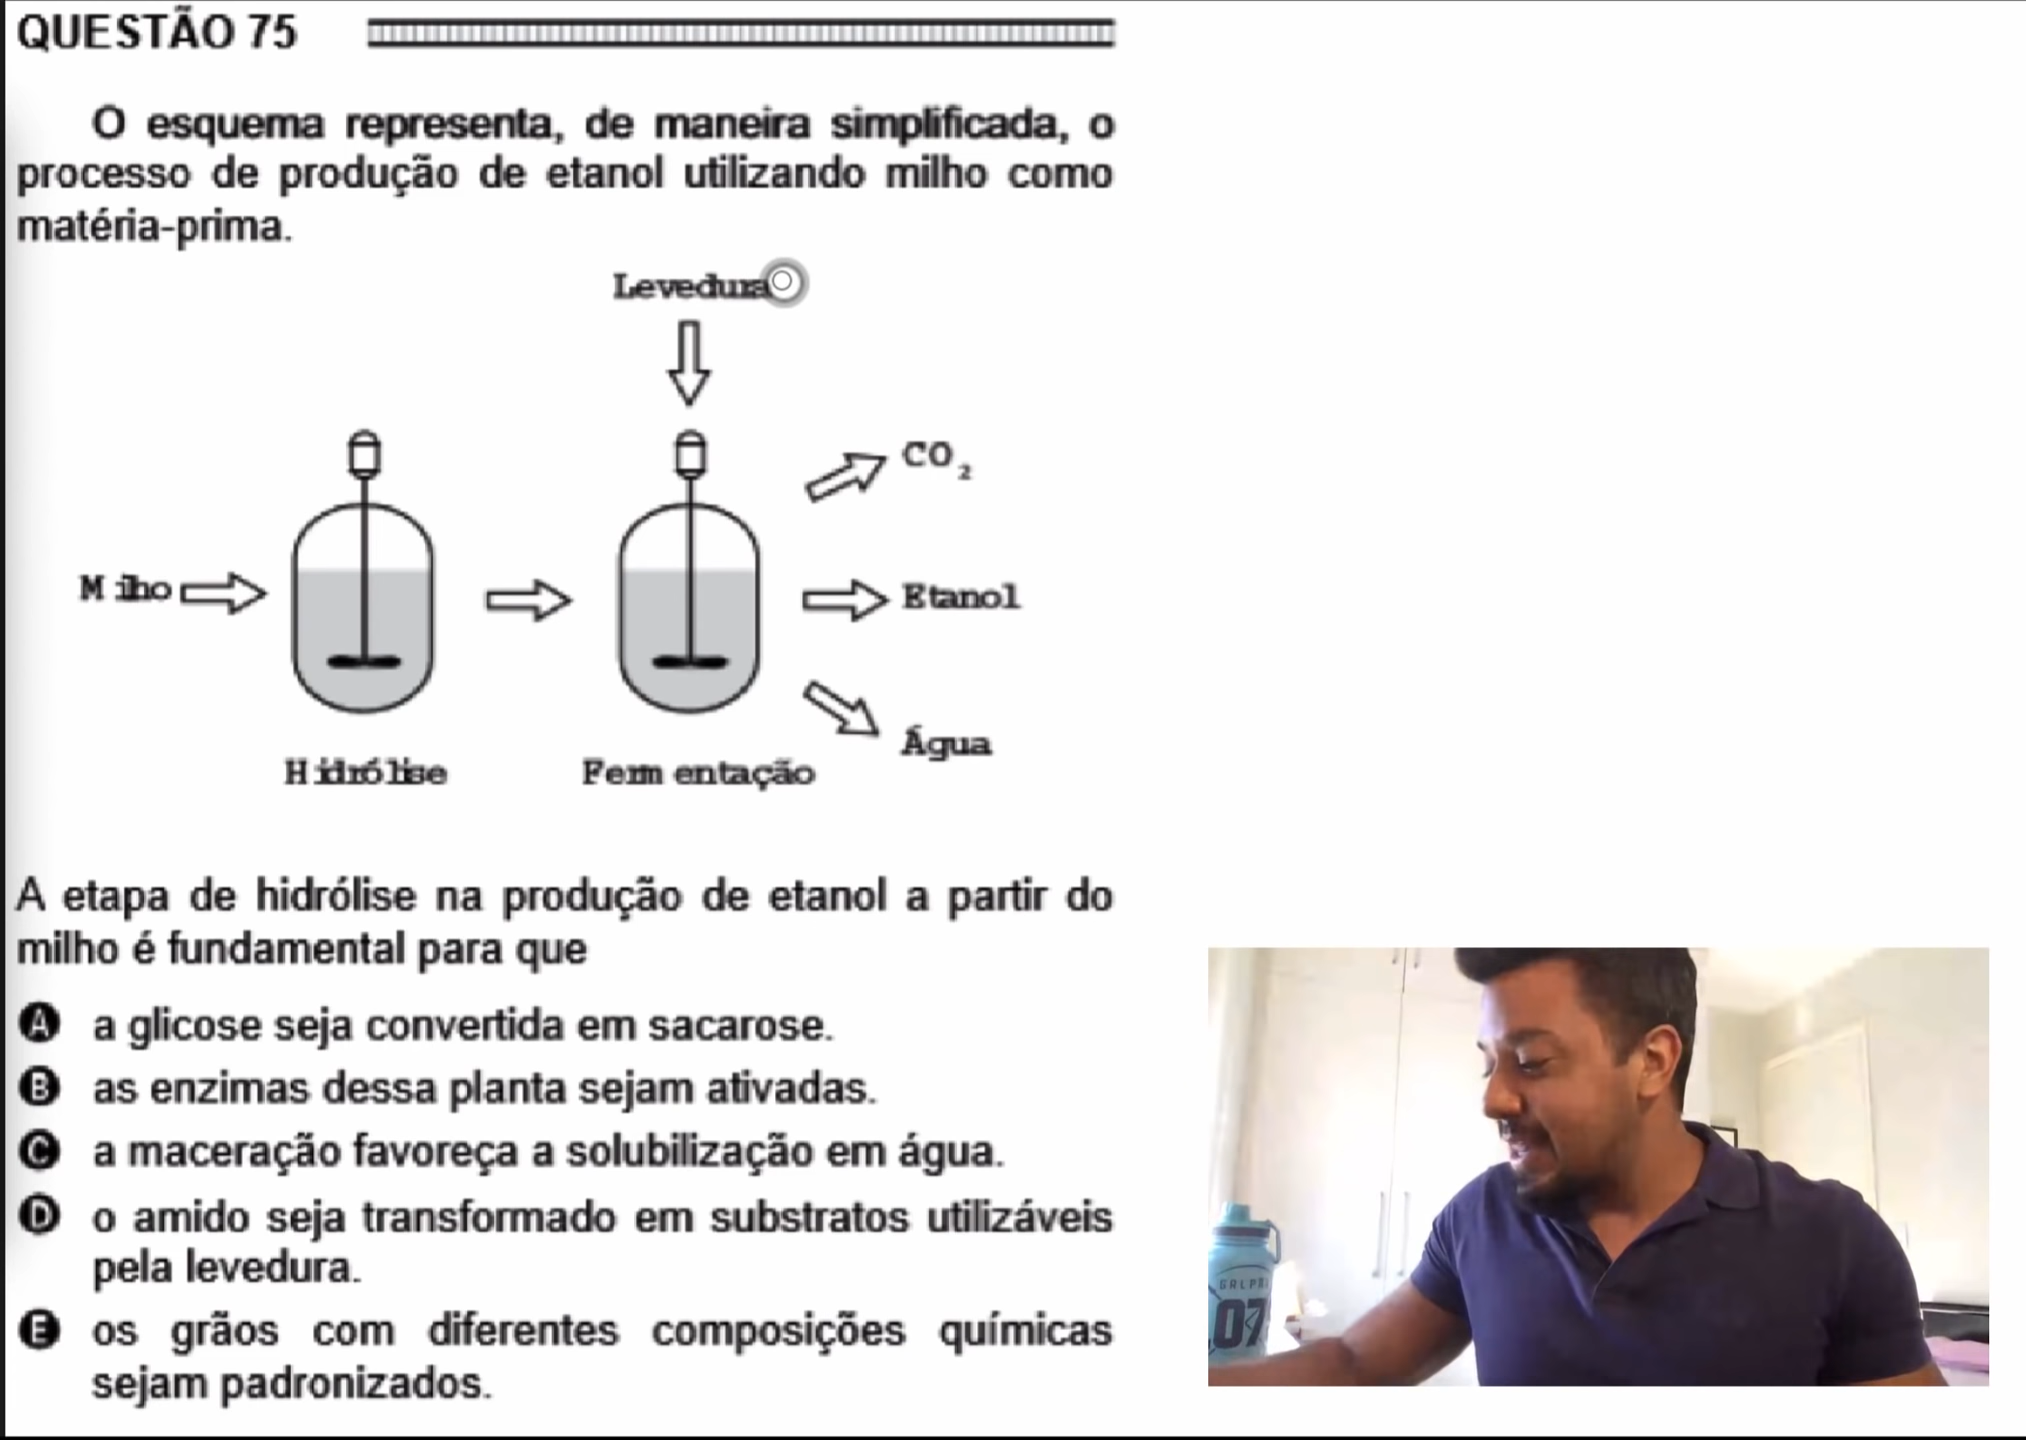 QUESTÃO 75
O esquema representa, de maneira simplificada, o
processo de produção de etanol utilizando milho como
matéria-prima.
Levedura
CO₂
Milho
Etanol
Água
Hidrólise
Fermentação
A etapa de hidrólise na produção de etanol a partir do
milho é fundamental para que
A a glicose seja convertida em sacarose.
B as enzimas dessa planta sejam ativadas.
C a maceração favoreça a solubilização em água.
D o amido seja transformado em substratos utilizáveis
pela levedura.
E os grãos com diferentes composições químicas
sejam padronizados.
07